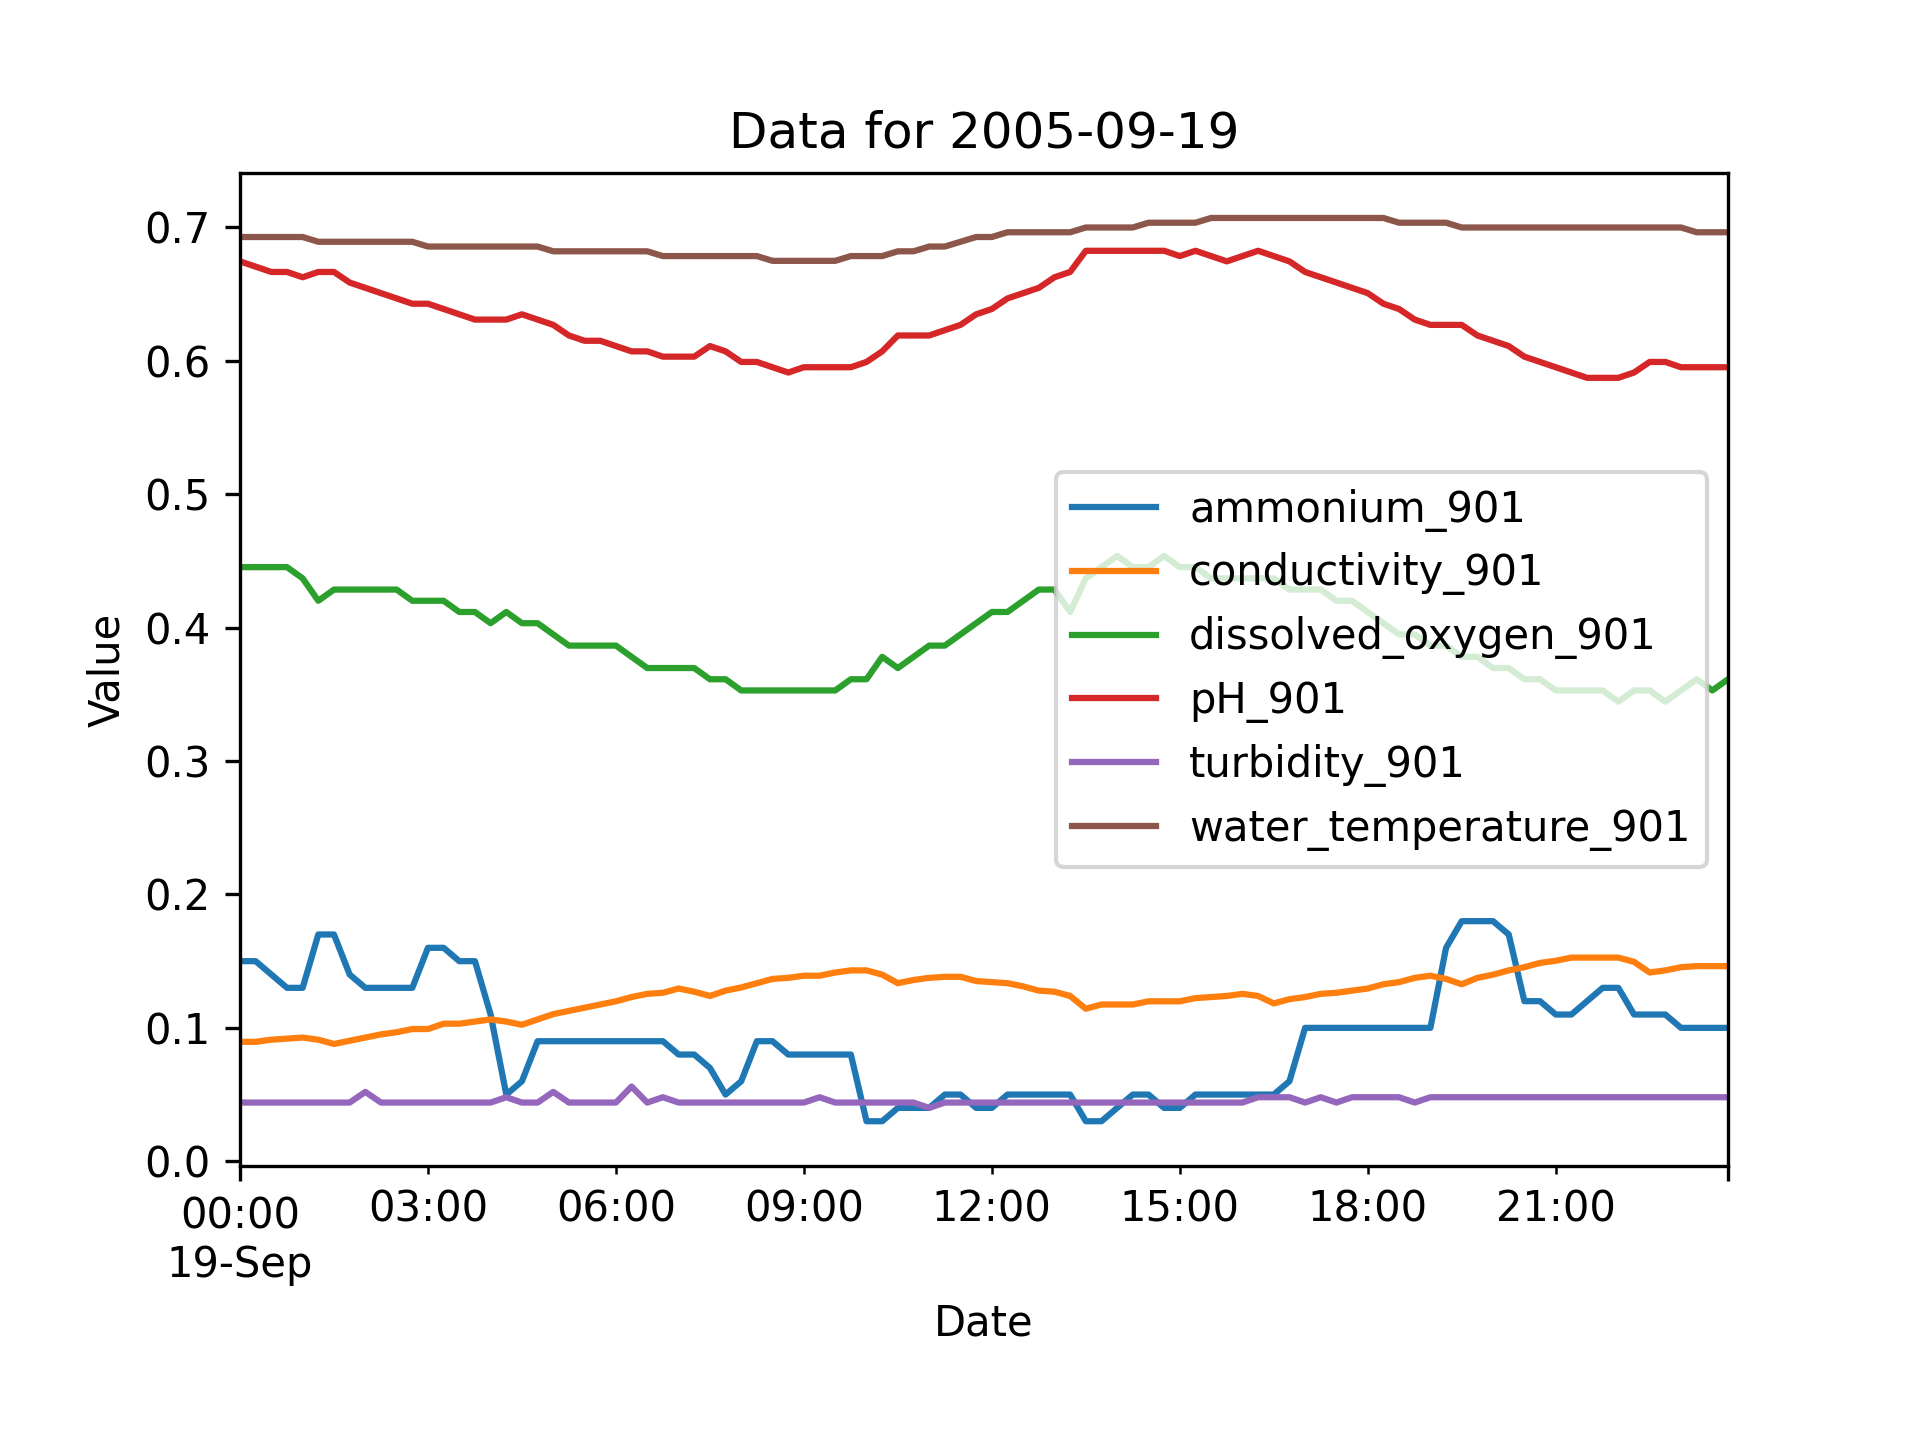 Data for 2005-09-19
Value
0.7
0.6
0.5
0.4
0.3
0.2
0.1
0.0
ammonium_901
conductivity_901
dissolved_oxygen_901
pH_901
turbidity_901
water_temperature_901
00:00 03:00 06:00 09:00 12:00 15:00 18:00 21:00
19-Sep
Date